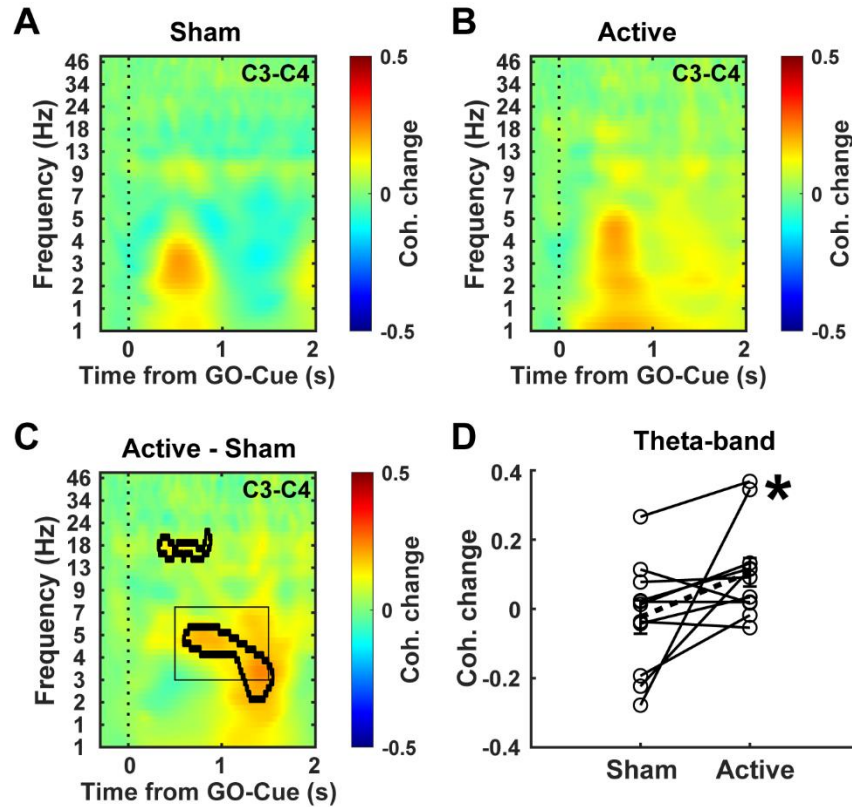 A
Sham
C3-C4
46
34
24
18
13
9
7
5
4
3
2
1
1
Frequency (Hz)
0
1
2
Time from GO-Cue (s)
0.5
0
-0.5
Coh. change
B
Active
C3-C4
46
34
24
18
13
9
7
5
4
3
2
1
1
Frequency (Hz)
0
1
2
Time from GO-Cue (s)
0.5
0
-0.5
Coh. change
C
Active - Sham
C3-C4
46
34
24
18
13
9
7
5
4
3
2
1
1
Frequency (Hz)
0
1
2
Time from GO-Cue (s)
0.5
0
-0.5
Coh. change
D
Theta-band
0.4
0.2
0
-0.2
-0.4
Coh. change
*
Sham Active